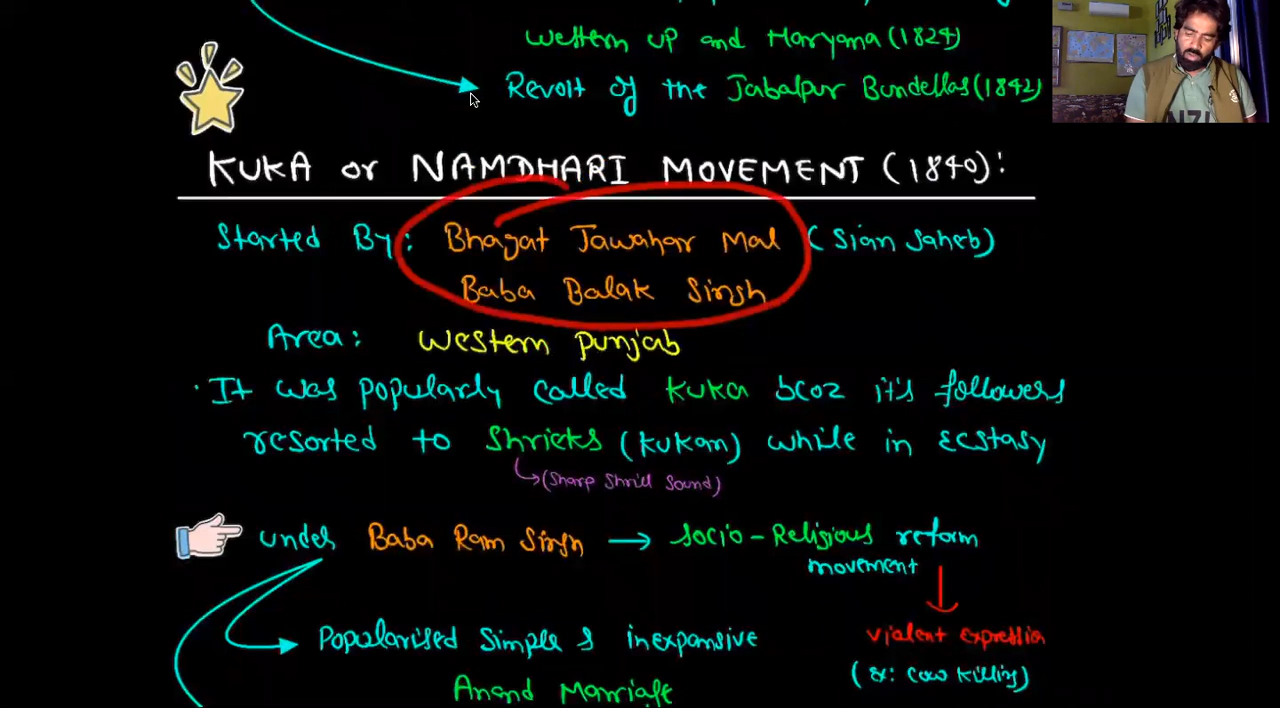 Western UP and Haryana (1824)
Revolt of the Jabalpur Bundellas (1842)
KUKA or NAMDHARI MOVEMENT (1840):
Started By: Bhagat Jawahar Mal (Sian Saheb)
Baba Balak Singh
Area: Western Punjab
· It was popularly called Kuka bcoz it's followers
resorted to Shrieks (kukan) while in Ecstasy
(Sharp Shrill Sound)
under Baba Ram Singh → Socio-Religious reform
movement
Popularised Simple & inexpensive
violent expression
(Ex: Cow killing)
Anand Marriage
NZ